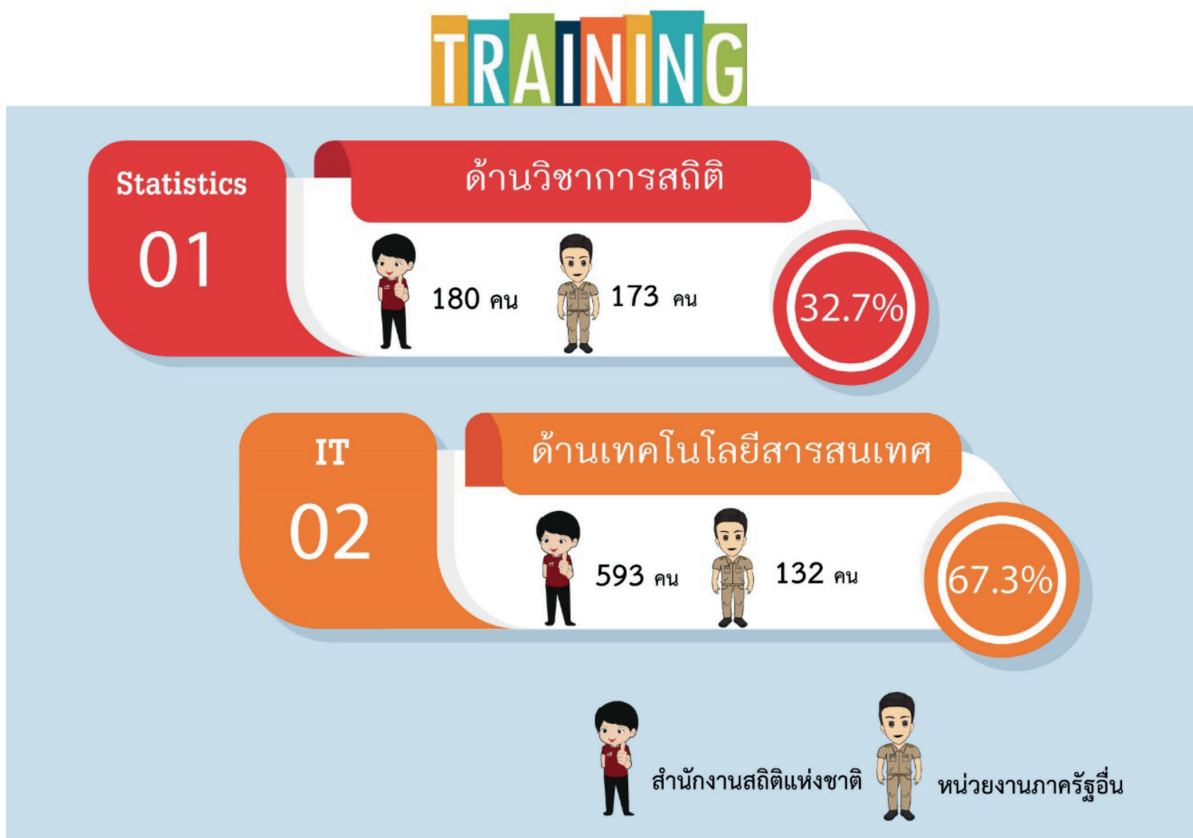 TRAINING
Statistics
01
ด้านวิชาการสถิติ
180 คน
173 คน
32.7%
IT
02
ด้านเทคโนโลยีสารสนเทศ
593 คน
132 คน
67.3%
สำนักงานสถิติแห่งชาติ
หน่วยงานภาครัฐอื่น